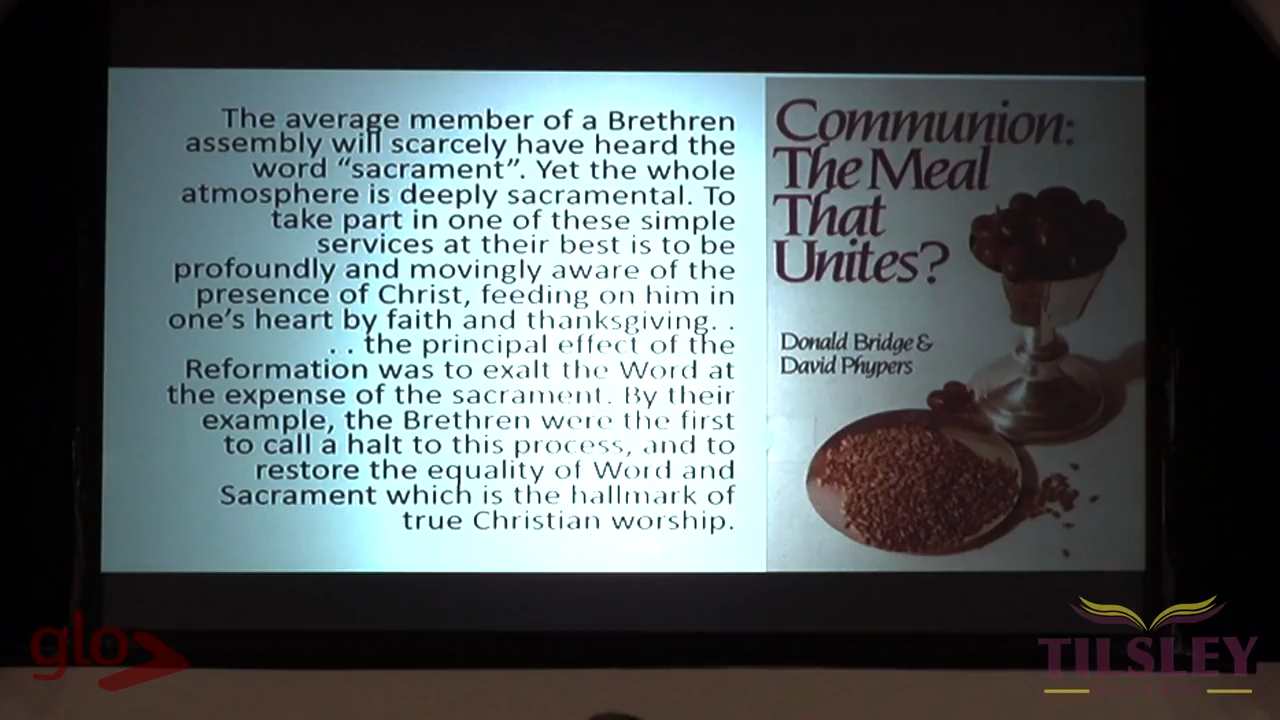 The average member of a Brethren
assembly will scarcely have heard the
word “sacrament”. Yet the whole
atmosphere is deeply sacramental. To
take part in one of these simple
services at their best is to be
profoundly and movingly aware of the
presence of Christ, feeding on him in
one’s heart by faith and thanksgiving. .
. . the principal effect of the
Reformation was to exalt the Word at
the expense of the sacrament. By their
example, the Brethren were the first
to call a halt to this process, and to
restore the equality of Word and
Sacrament which is the hallmark of
true Christian worship.
Communion:
The Meal
That
Unites?
Donald Bridge &
David Phypers
glo
TILSLEY
COLLEGE